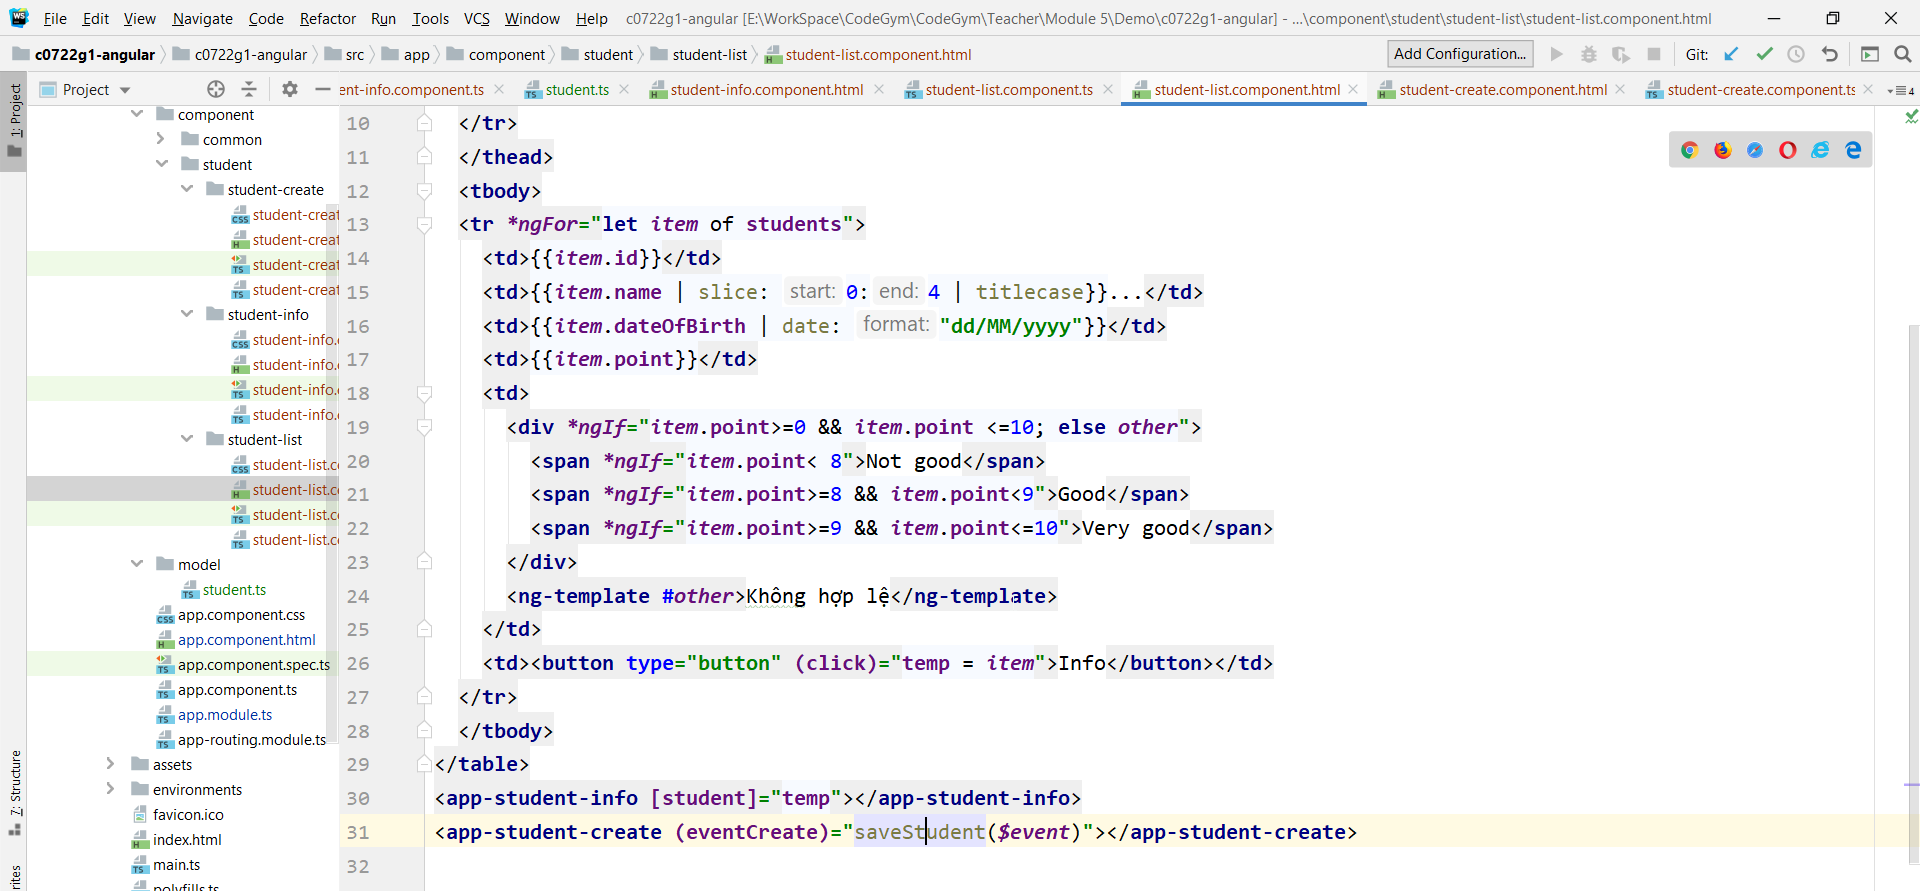 File Edit View Navigate Code Refactor Run Tools VCS Window Help c0722g1-angular [E:\WorkSpace\CodeGym\CodeGym\Teacher\Module 5\Demo\c0722g1-angular] - ...\component\student\student-list\student-list.component.html
c0722g1-angular c0722g1-angular src app component student student-list student-list.component.html Add Configuration... Git:
Project ent-info.component.ts student.ts student-info.component.html student-list.component.ts student-list.component.html student-create.component.html student-create.component.ts 4
1: Project
7: Structure
rites
component
common
student
student-create
student-creat
student-creat
student-creat
student-creat
student-info
student-info.
student-info.
student-info.
student-info.
student-list
student-list.c
student-list.c
student-list.c
student-list.c
model
student.ts
app.component.css
app.component.html
app.component.spec.ts
app.component.ts
app.module.ts
app-routing.module.ts
assets
environments
favicon.ico
index.html
main.ts
polyfills.ts
10 </tr>
11 </thead>
12 <tbody>
13 <tr *ngFor="let item of students">
14 <td>{{item.id}}</td>
15 <td>{{item.name | slice: start: 0: end: 4 | titlecase}}...</td>
16 <td>{{item.dateOfBirth | date: format: "dd/MM/yyyy"}}</td>
17 <td>{{item.point}}</td>
18 <td>
19 <div *ngIf="item.point>=0 && item.point <=10; else other">
20 <span *ngIf="item.point< 8">Not good</span>
21 <span *ngIf="item.point>=8 && item.point<9">Good</span>
22 <span *ngIf="item.point>=9 && item.point<=10">Very good</span>
23 </div>
24 <ng-template #other>Không hợp lệ</ng-template>
25 </td>
26 <td><button type="button" (click)="temp = item">Info</button></td>
27 </tr>
28 </tbody>
29 </table>
30 <app-student-info [student]="temp"></app-student-info>
31 <app-student-create (eventCreate)="saveStudent($event)"></app-student-create>
32